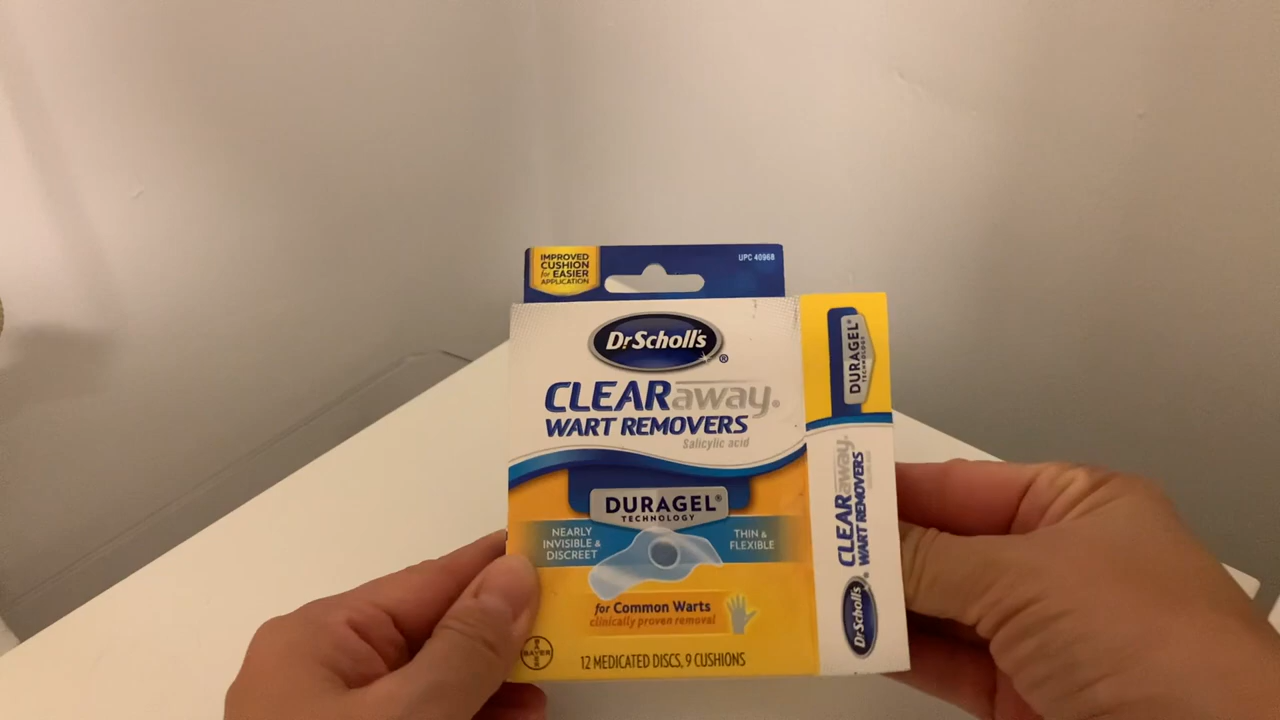 IMPROVED
CUSHION
for EASIER
APPLICATION
UPC 40968
Dr Scholl's®
CLEARaway®
WART REMOVERS
Salicylic acid
DURAGEL®
TECHNOLOGY
NEARLY
INVISIBLE &
DISCREET
THIN &
FLEXIBLE
for Common Warts
clinically proven removal
BAYER
BAYER
12 MEDICATED DISCS, 9 CUSHIONS
DURAGEL®
TECHNOLOGY
CLEARaway®
WART REMOVERS
Dr Scholl's®